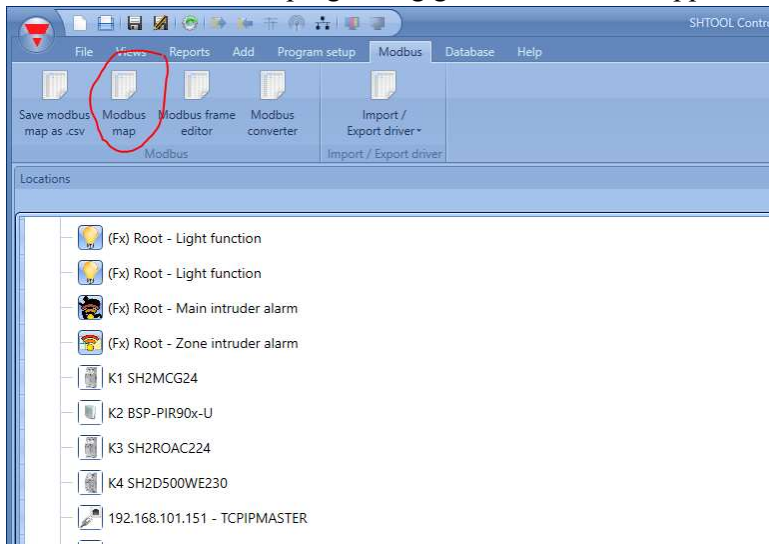 SHTOOL Contr
File Views Reports Add Program setup Modbus Database Help
Save modbus map as .csv
Modbus map
Modbus frame editor
Modbus converter
Import / Export driver
Modbus
Import / Export driver
Locations
(Fx) Root - Light function
(Fx) Root - Light function
(Fx) Root - Main intruder alarm
(Fx) Root - Zone intruder alarm
K1 SH2MCG24
K2 BSP-PIR90x-U
K3 SH2ROAC224
K4 SH2D500WE230
192.168.101.151 - TCPIPMASTER